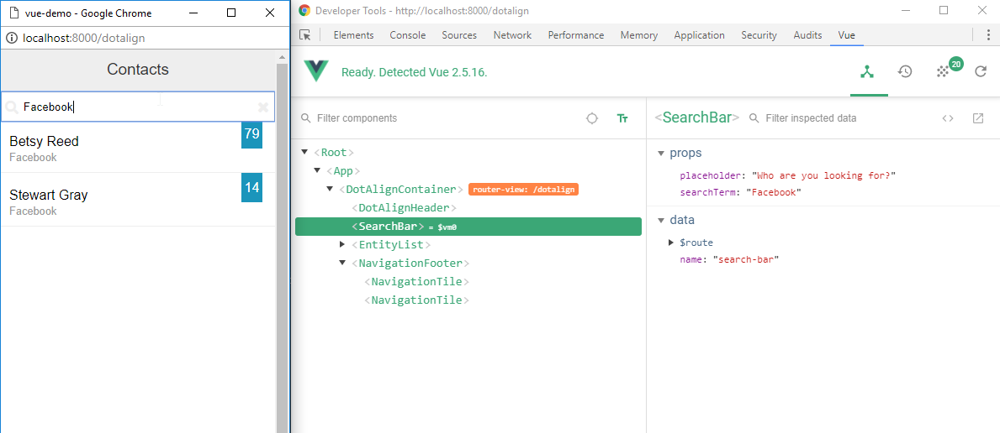 vue-demo - Google Chrome
localhost:8000/dotalign
Contacts
Facebook
Betsy Reed
Facebook
79
Stewart Gray
Facebook
14
Developer Tools - http://localhost:8000/dotalign
Elements Console Sources Network Performance Memory Application Security Audits Vue
Ready. Detected Vue 2.5.16.
20
Filter components
<Root>
<App>
<DotAlignContainer> router-view: /dotalign
<DotAlignHeader>
<SearchBar> = $vm0
<EntityList>
<NavigationFooter>
<NavigationTile>
<NavigationTile>
<SearchBar> Filter inspected data
props
placeholder: "Who are you looking for?"
searchTerm: "Facebook"
data
$route
name: "search-bar"